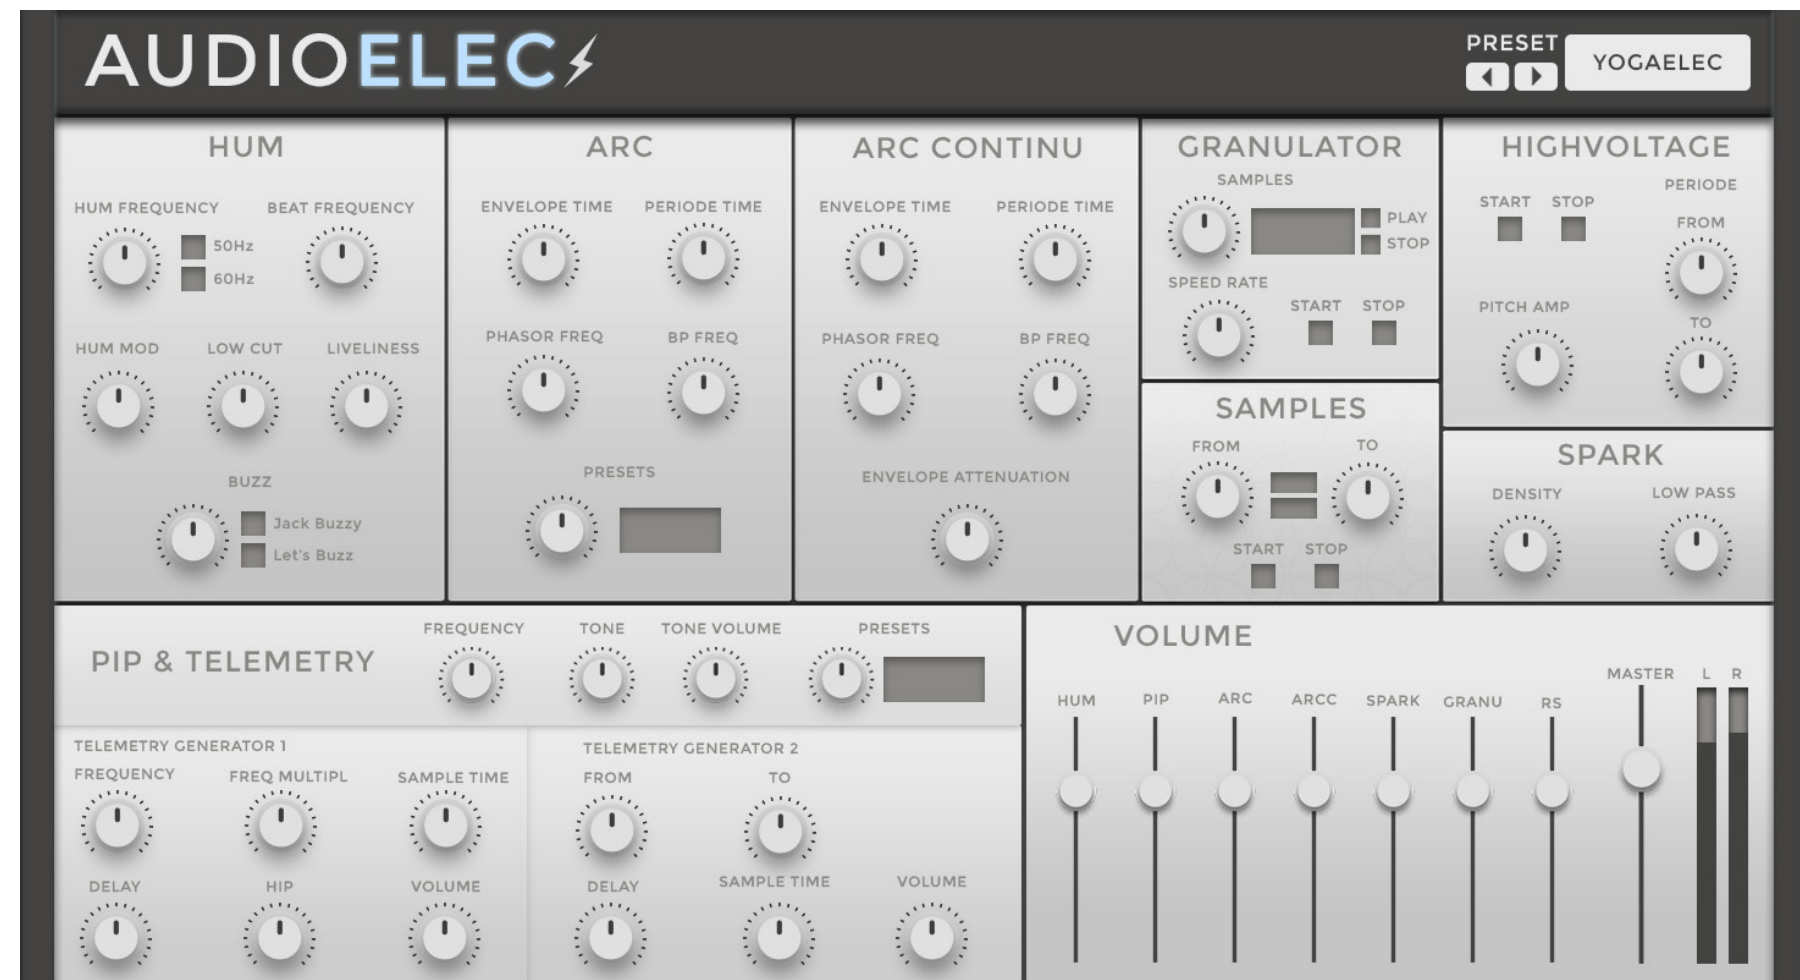 AUDIOELEC
PRESET
YOGAELEC
HUM
HUM FREQUENCY
BEAT FREQUENCY
50Hz
60Hz
HUM MOD
LOW CUT
LIVELINESS
BUZZ
Jack Buzzy
Let's Buzz
ARC
ENVELOPE TIME
PERIODE TIME
PHASOR FREQ
BP FREQ
PRESETS
ARC CONTINU
ENVELOPE TIME
PERIODE TIME
PHASOR FREQ
BP FREQ
ENVELOPE ATTENUATION
GRANULATOR
SAMPLES
PLAY
STOP
SPEED RATE
START
STOP
SAMPLES
FROM
TO
START
STOP
HIGHVOLTAGE
PERIODE
START
STOP
FROM
PITCH AMP
TO
SPARK
DENSITY
LOW PASS
PIP & TELEMETRY
FREQUENCY
TONE
TONE VOLUME
PRESETS
TELEMETRY GENERATOR 1
FREQUENCY
FREQ MULTIPL
SAMPLE TIME
DELAY
HIP
VOLUME
TELEMETRY GENERATOR 2
FROM
TO
DELAY
SAMPLE TIME
VOLUME
VOLUME
HUM
PIP
ARC
ARCC
SPARK
GRANU
RS
MASTER
L
R